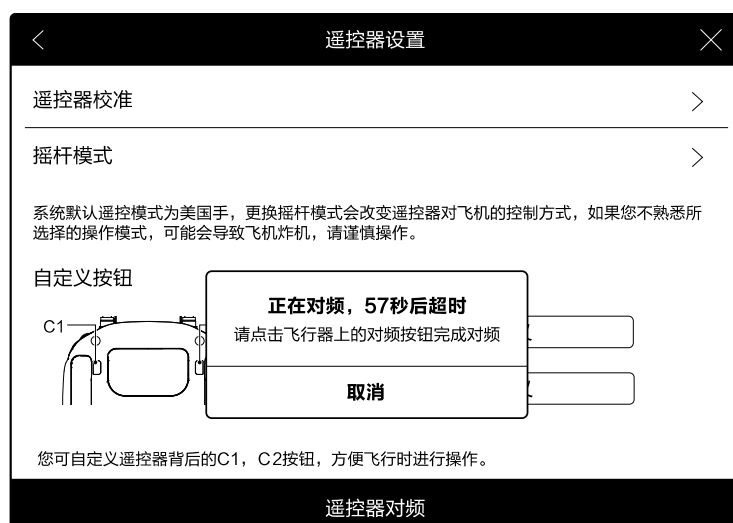 遥控器设置
遥控器校准
摇杆模式
系统默认遥控模式为美国手，更换摇杆模式会改变遥控器对飞机的控制方式，如果您不熟悉所
选择的操作模式，可能会导致飞机炸机，请谨慎操作。
自定义按钮
C1
正在对频，57秒后超时
请点击飞行器上的对频按钮完成对频
取消
您可自定义遥控器背后的C1，C2按钮，方便飞行时进行操作。
遥控器对频